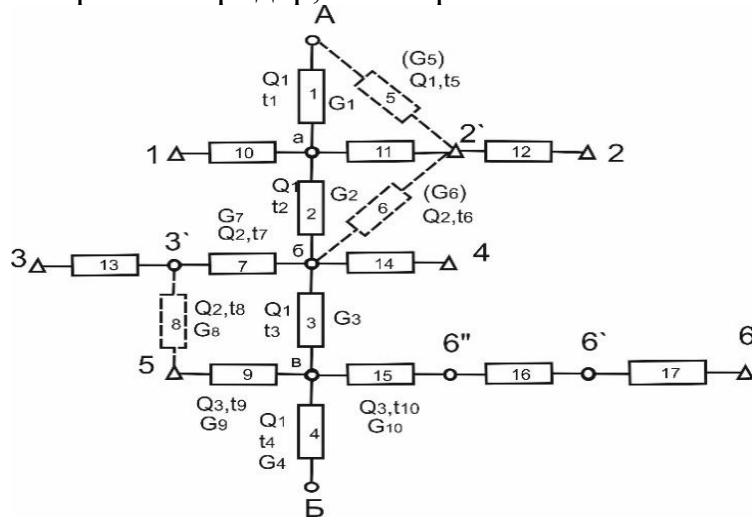 А
(G5)
Q1,t5
5
Q1
t1
1
G1
2`
1
10
а
11
12
2
Q1
t2
2
G2
6
(G6)
Q2,t6
G7
Q2,t7
3`
б
3
13
7
14
4
Q2,t8
G8
8
Q1
t3
3
G3
5
9
в
15
6"
16
6`
17
6
Q3,t9
G9
Q1
t4
G4
4
Q3,t10
G10
Б